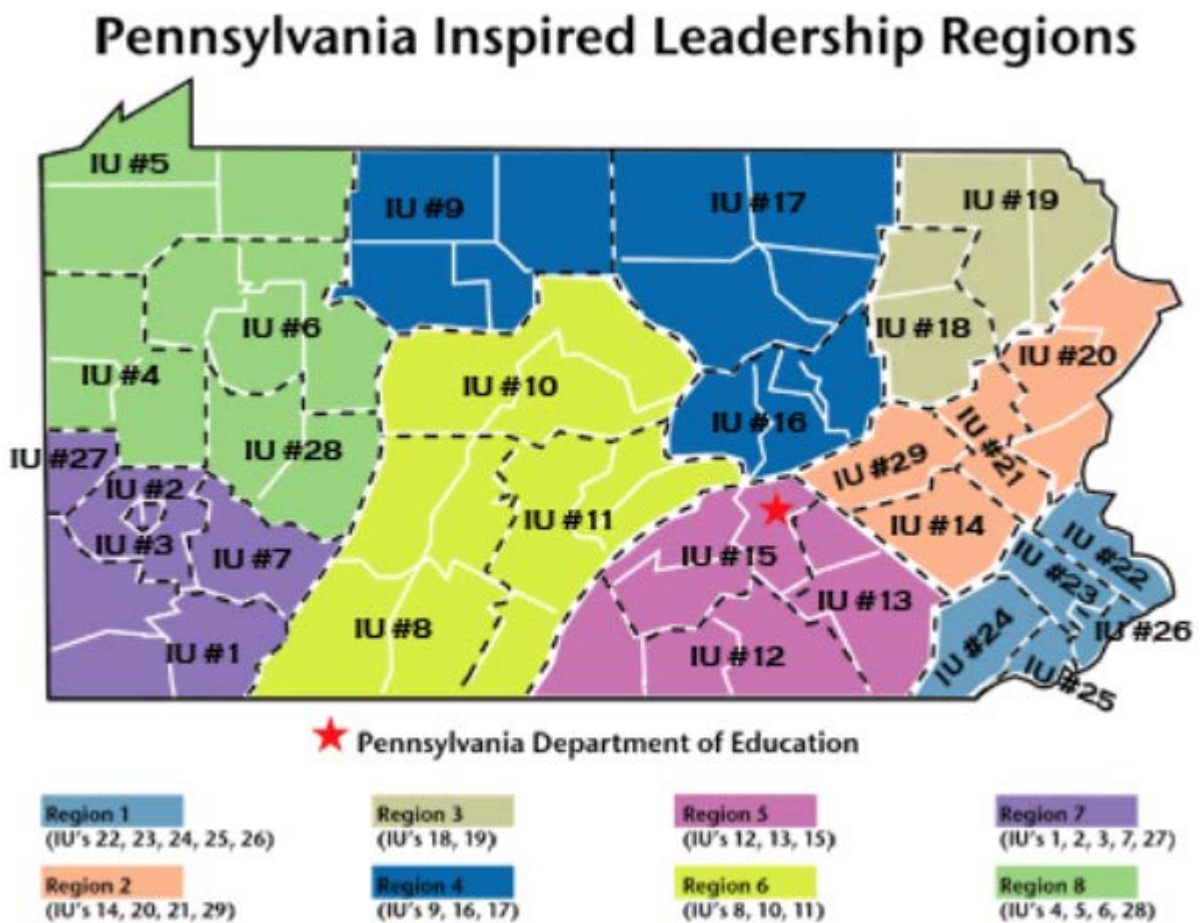 Pennsylvania Inspired Leadership Regions
IU #5
IU #9
IU #17
IU #19
IU #6
IU #18
IU #4
IU #10
IU #20
IU #16
IU #27
IU #28
IU #29
IU #21
IU #2
IU #3
IU #7
IU #11
IU #14
IU #15
IU #22
IU #23
IU #13
IU #8
IU #26
IU #1
IU #12
IU #24
IU #25
Pennsylvania Department of Education
Region 1
(IU's 22, 23, 24, 25, 26)
Region 3
(IU's 18, 19)
Region 5
(IU's 12, 13, 15)
Region 7
(IU's 1, 2, 3, 7, 27)
Region 2
(IU's 14, 20, 21, 29)
Region 4
(IU's 9, 16, 17)
Region 6
(IU's 8, 10, 11)
Region 8
(IU's 4, 5, 6, 28)